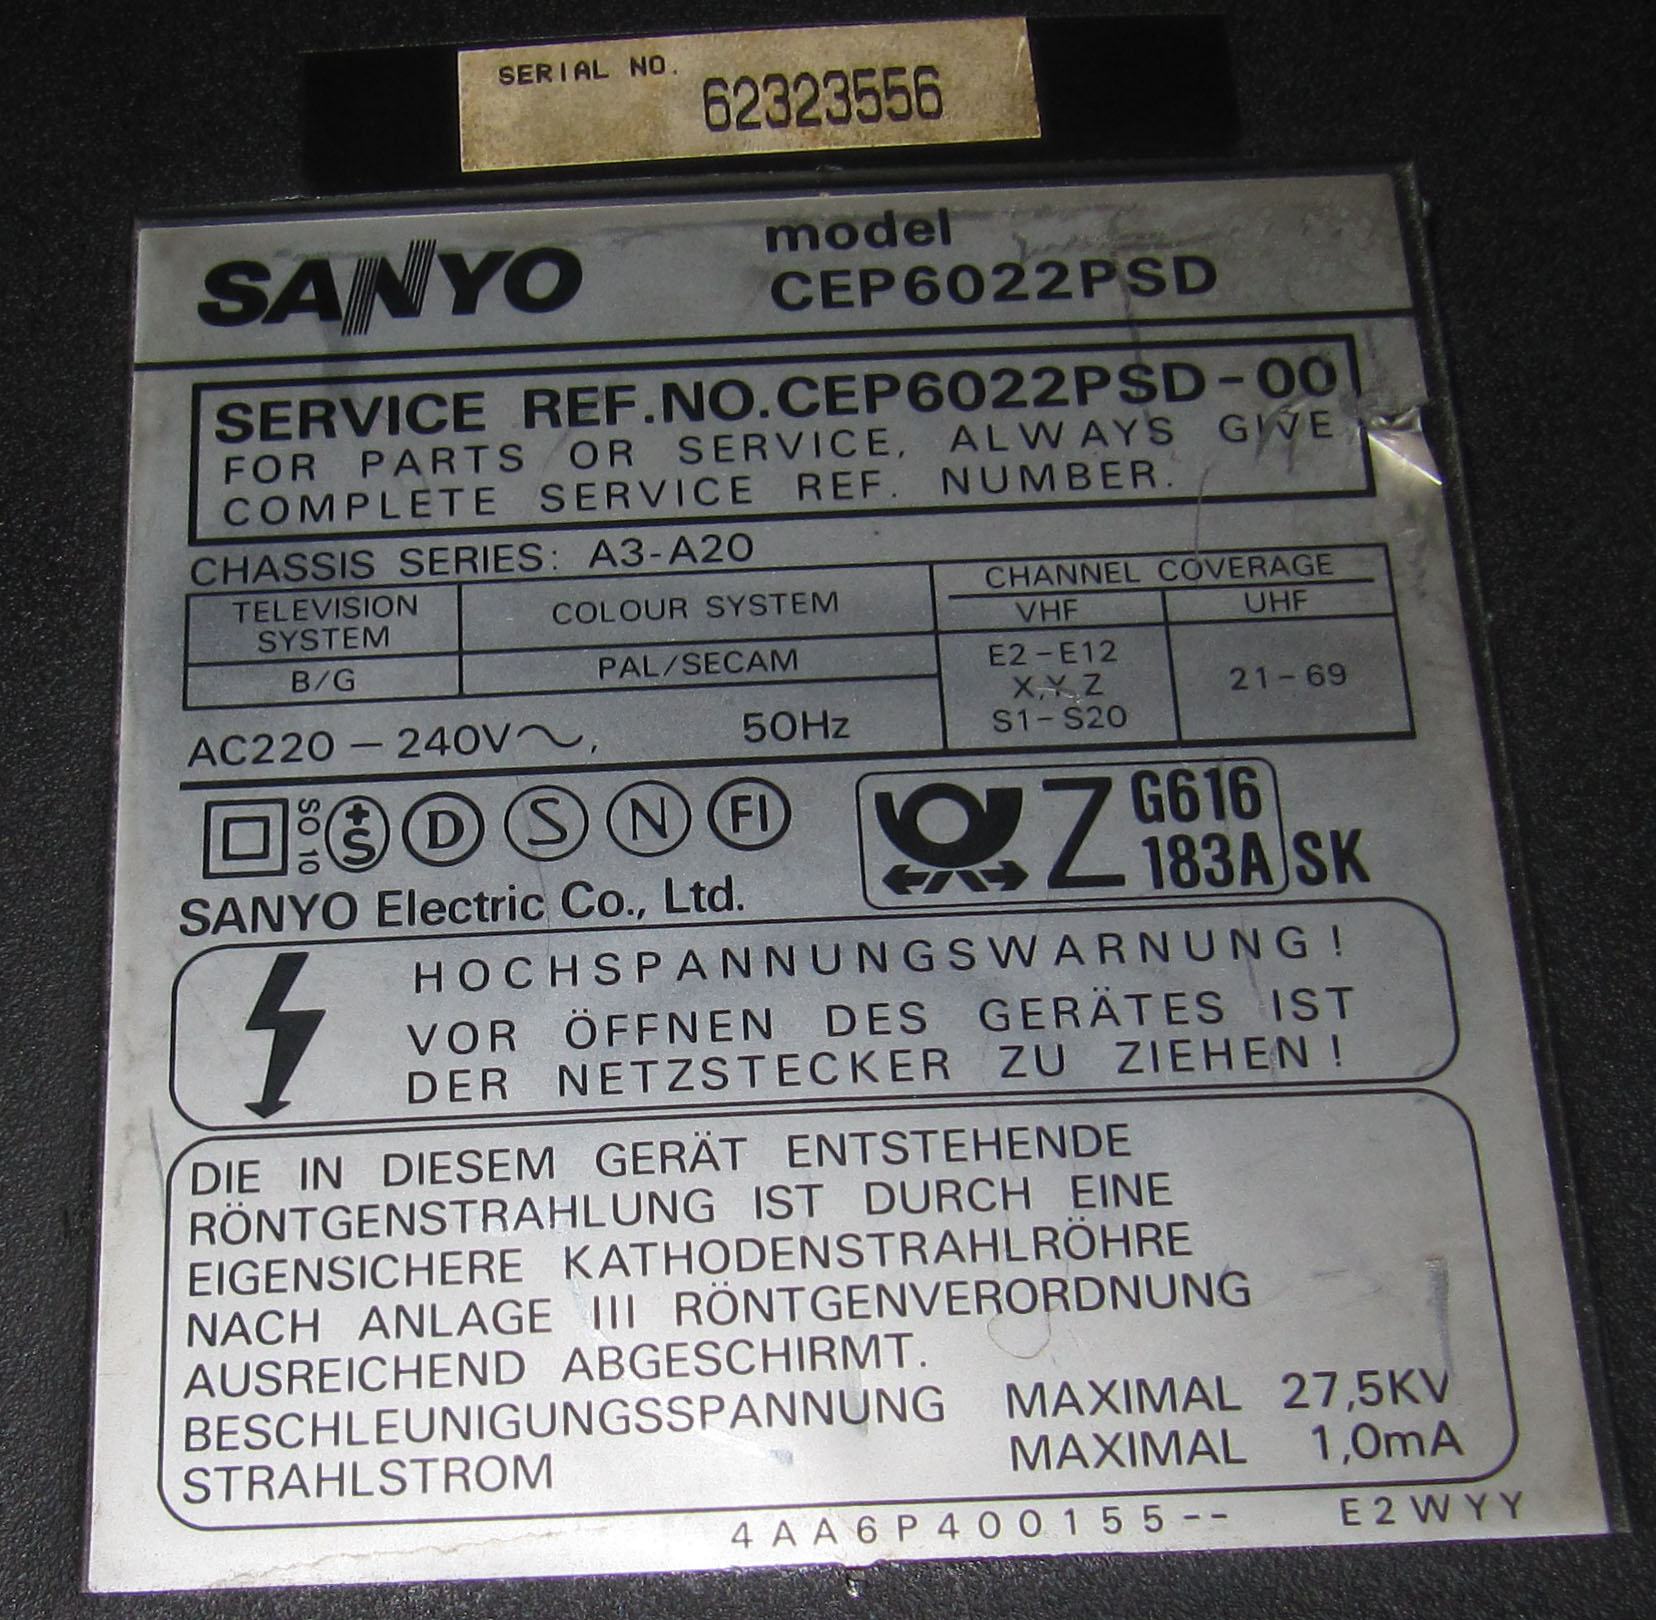 SERIAL NO. 62323556
SANYO
model
CEP6022PSD
SERVICE REF.NO.CEP6022PSD-00
FOR PARTS OR SERVICE, ALWAYS GIVE
COMPLETE SERVICE REF. NUMBER.
CHASSIS SERIES: A3-A20
TELEVISION
SYSTEM
COLOUR SYSTEM
CHANNEL COVERAGE
VHF
UHF
B/G
PAL/SECAM
E2-E12
X,Y,Z
S1-S20
21-69
AC220-240V~, 50Hz
SO 10
+S
D
S
N
FI
Z
G616
183A
SK
SANYO Electric Co., Ltd.
HOCHSPANNUNGSWARNUNG!
VOR ÖFFNEN DES GERÄTES IST
DER NETZSTECKER ZU ZIEHEN!
DIE IN DIESEM GERÄT ENTSTEHENDE
RÖNTGENSTRAHLUNG IST DURCH EINE
EIGENSICHERE KATHODENSTRAHLRÖHRE
NACH ANLAGE III RÖNTGENVERORDNUNG
AUSREICHEND ABGESCHIRMT.
BESCHLEUNIGUNGSSPANNUNG MAXIMAL 27,5KV
STRAHLSTROM MAXIMAL 1,0mA
4AA6P400155-- E2WYY